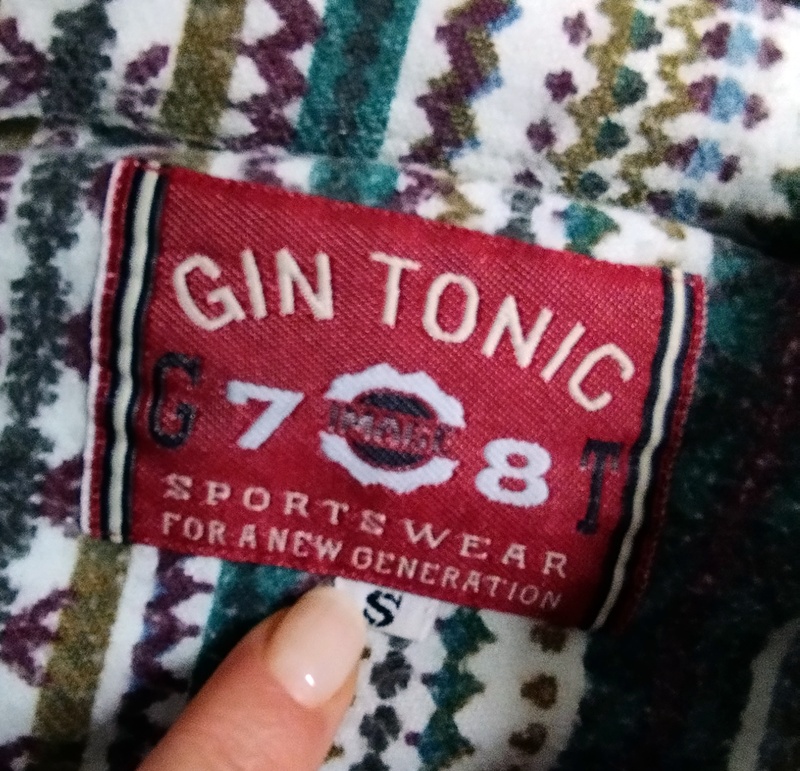 GIN TONIC
G 7 8 T
SPORTSWEAR
FOR A NEW GENERATION
S